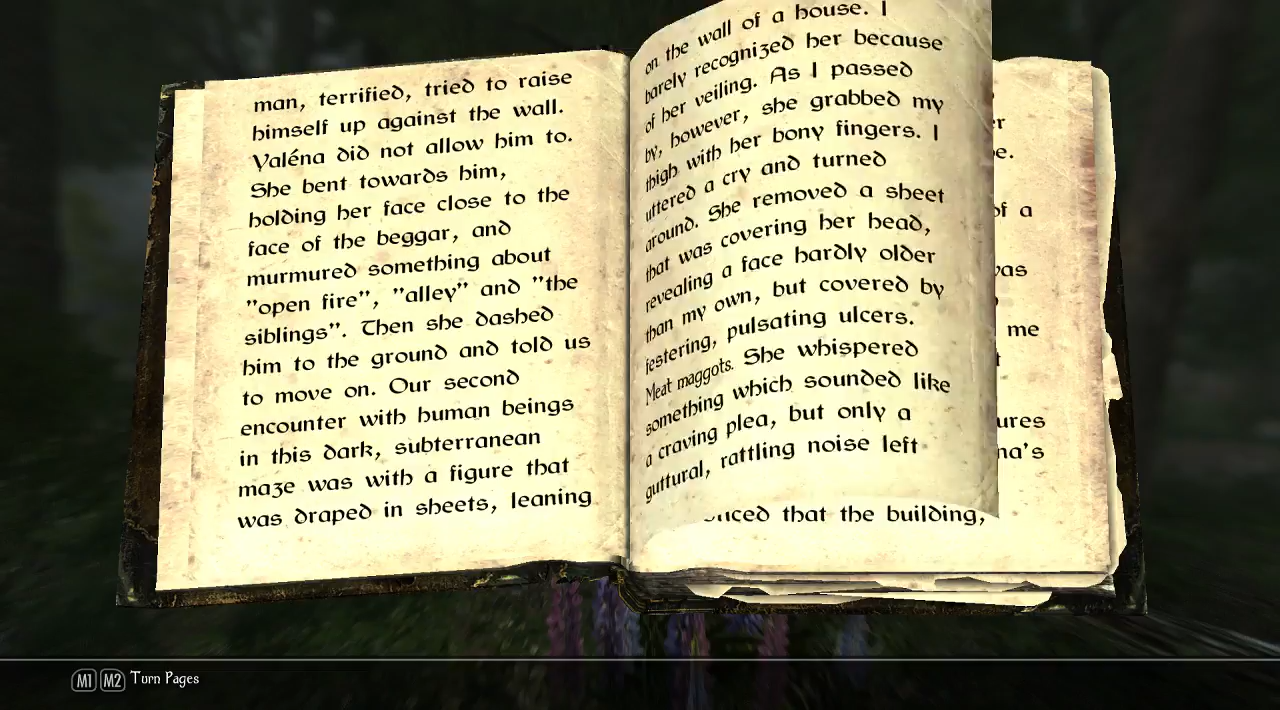 man, terrified, tried to raise
himself up against the wall.
Yaléna did not allow him to.
She bent towards him,
holding her face close to the
face of the beggar, and
murmured something about
"open fire", "alley" and "the
siblings". Then she dashed
him to the ground and told us
to move on. Our second
encounter with human beings
in this dark, subterranean
maze was with a figure that
was draped in sheets, leaning
on the wall of a house. I
barely recognized her because
of her veiling. As I passed
by, however, she grabbed my
thigh with her bony fingers. I
uttered a cry and turned
around. She removed a sheet
that was covering her head,
revealing a face hardly older
than my own, but covered by
festering, pulsating ulcers.
Meat maggots. She whispered
something which sounded like
a craving plea, but only a
guttural, rattling noise left
of a
me
that the building,
M1 M2 Turn Pages